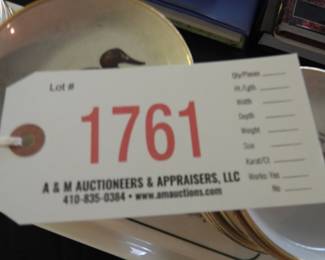 Lot #
1761
Qty/Pieces
Ht./Lgth
Width
Depth
Weight
Size
Karat/Ct
Works: Yes
No
A & M AUCTIONEERS & APPRAISERS, LLC
410-835-0384 • www.amauctions.com